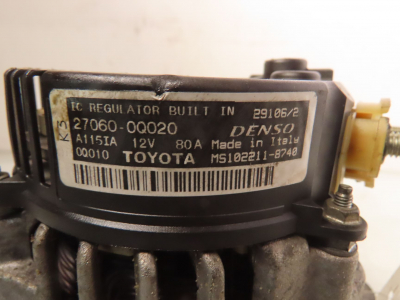 IC REGULATOR BUILT IN 29106/2
K3
27060-0Q020 DENSO
A115IA 12V 80A Made in Italy
0Q010 TOYOTA MS102211-8740